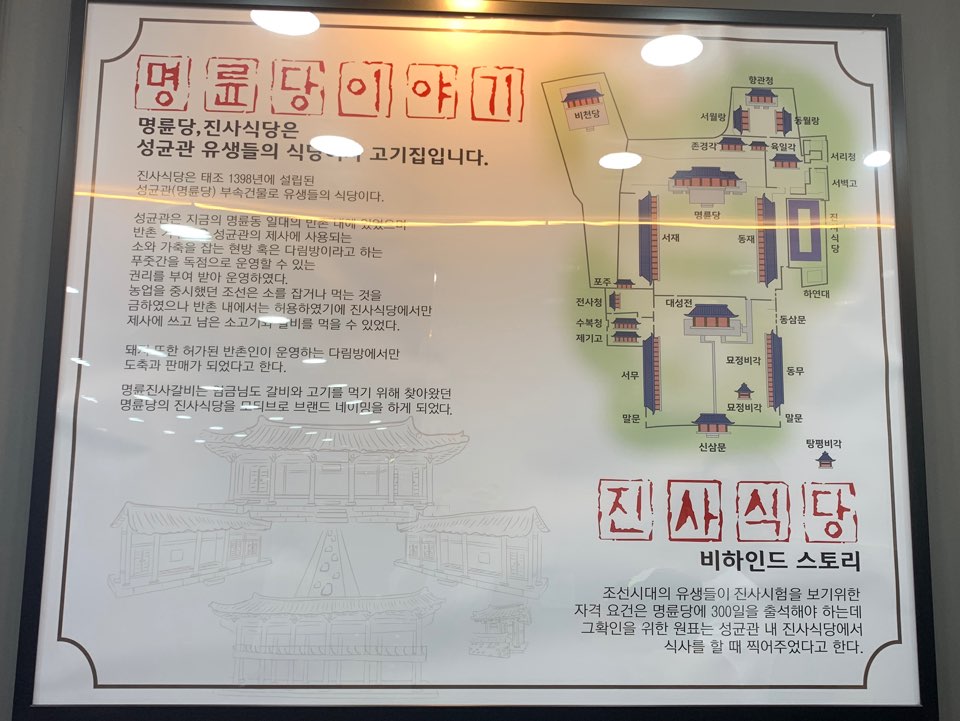 명륜당이야기
명륜당,진사식당은
성균관 유생들의 고기집입니다.
진사식당은 태조 1398년에 설립된
성균관(명륜당) 부속건물로 유생들의 식당이다.
성균관은 지금의 명륜동 일대의 반촌 내에 있었으며
반촌 성균관의 제사에 사용되는
소와 가축을 잡는 현방 혹은 다림방이라고 하는
푸줏간을 독점으로 운영할 수 있는
권리를 부여 받아 운영하였다.
농업을 중시했던 조선은 소를 잡거나 먹는 것을
금하였으나 반촌 내에서는 허용하였기에 진사식당에서만
제사에 쓰고 남은 소고기와 갈비를 먹을 수 있었다.
돼지 또한 허가된 반촌인이 운영하는 다림방에서만
도축과 판매가 되었다고 한다.
명륜진사갈비는 임금님도 갈비와 고기를 먹기 위해 찾아왔던
명륜당의 진사식당을 모티브로 브랜드 네이밍을 하게 되었다.
향관청
비천당
서월랑
동월랑
존경각
육일각
서리청
서벽고
명륜당
진사식당
서재
동재
하연대
포주
전사청
대성전
수복청
동삼문
제기고
묘정비각
서무
동무
묘정비각
말문
말문
신삼문
탕평비각
진사식당
비하인드 스토리
조선시대의 유생들이 진사시험을 보기위한
자격 요건은 명륜당에 300일을 출석해야 하는데
그확인을 위한 원표는 성균관 내 진사식당에서
식사를 할 때 찍어주었다고 한다.